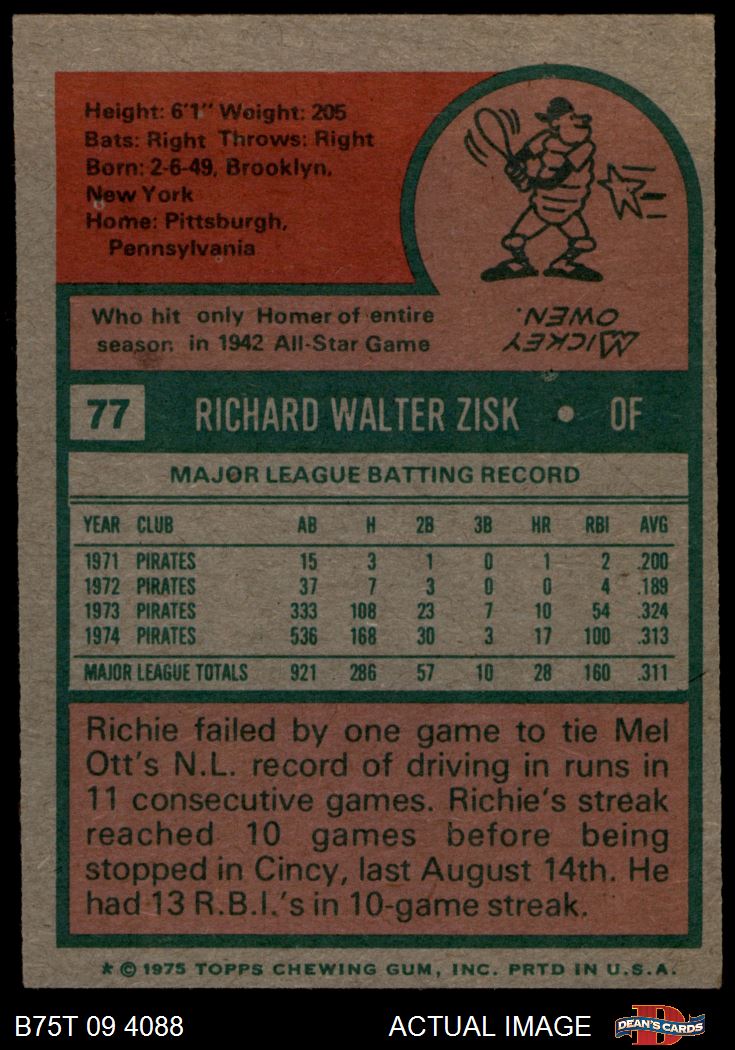 Height: 6'1" Weight: 205
Bats: Right Throws: Right
Born: 2-6-49, Brooklyn,
New York
Home: Pittsburgh,
Pennsylvania
Who hit only Homer of entire
season in 1942 All-Star Game
MICKEY
OWEN.
77 RICHARD WALTER ZISK • OF
MAJOR LEAGUE BATTING RECORD
YEAR CLUB AB H 2B 3B HR RBI AVG
1971 PIRATES 15 3 1 0 1 2 .200
1972 PIRATES 37 7 3 0 0 4 .189
1973 PIRATES 333 108 23 7 10 54 .324
1974 PIRATES 536 168 30 3 17 100 .313
MAJOR LEAGUE TOTALS 921 286 57 10 28 160 .311
Richie failed by one game to tie Mel
Ott's N.L. record of driving in runs in
11 consecutive games. Richie's streak
reached 10 games before being
stopped in Cincy, last August 14th. He
had 13 R.B.I.'s in 10-game streak.
* © 1975 TOPPS CHEWING GUM, INC. PRTD IN U.S.A.
B75T 09 4088 ACTUAL IMAGE
D
DEAN'S CARDS